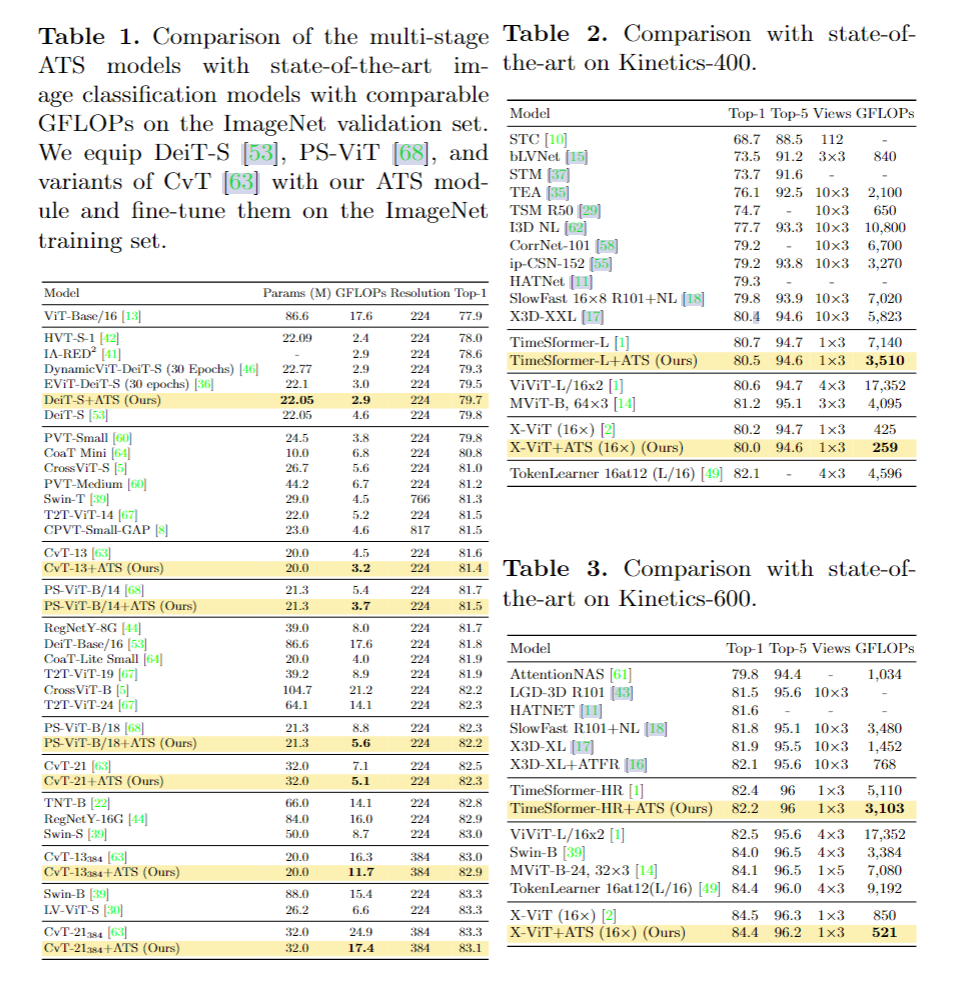 Table 1. Comparison of the multi-stage
ATS models with state-of-the-art im-
age classification models with comparable
GFLOPs on the ImageNet validation set.
We equip DeiT-S [53], PS-ViT [68], and
variants of CvT [63] with our ATS mod-
ule and fine-tune them on the ImageNet
training set.
Model Params (M) GFLOPs Resolution Top-1
ViT-Base/16 [13] 86.6 17.6 224 77.9
HVT-S-1 [42] 22.09 2.4 224 78.0
IA-RED² [41] - 2.9 224 78.6
DynamicViT-DeiT-S (30 Epochs) [46] 22.77 2.9 224 79.3
EViT-DeiT-S (30 epochs) [36] 22.1 3.0 224 79.5
DeiT-S+ATS (Ours) 22.05 2.9 224 79.7
DeiT-S [53] 22.05 4.6 224 79.8
PVT-Small [60] 24.5 3.8 224 79.8
CoaT Mini [64] 10.0 6.8 224 80.8
CrossViT-S [5] 26.7 5.6 224 81.0
PVT-Medium [60] 44.2 6.7 224 81.2
Swin-T [39] 29.0 4.5 766 81.3
T2T-ViT-14 [67] 22.0 5.2 224 81.5
CPVT-Small-GAP [8] 23.0 4.6 817 81.5
CvT-13 [63] 20.0 4.5 224 81.6
CvT-13+ATS (Ours) 20.0 3.2 224 81.4
PS-ViT-B/14 [68] 21.3 5.4 224 81.7
PS-ViT-B/14+ATS (Ours) 21.3 3.7 224 81.5
RegNetY-8G [44] 39.0 8.0 224 81.7
DeiT-Base/16 [53] 86.6 17.6 224 81.8
CoaT-Lite Small [64] 20.0 4.0 224 81.9
T2T-ViT-19 [67] 39.2 8.9 224 81.9
CrossViT-B [5] 104.7 21.2 224 82.2
T2T-ViT-24 [67] 64.1 14.1 224 82.3
PS-ViT-B/18 [68] 21.3 8.8 224 82.3
PS-ViT-B/18+ATS (Ours) 21.3 5.6 224 82.2
CvT-21 [63] 32.0 7.1 224 82.5
CvT-21+ATS (Ours) 32.0 5.1 224 82.3
TNT-B [22] 66.0 14.1 224 82.8
RegNetY-16G [44] 84.0 16.0 224 82.9
Swin-S [39] 50.0 8.7 224 83.0
CvT-13₃₈₄ [63] 20.0 16.3 384 83.0
CvT-13₃₈₄+ATS (Ours) 20.0 11.7 384 82.9
Swin-B [39] 88.0 15.4 224 83.3
LV-ViT-S [30] 26.2 6.6 224 83.3
CvT-21₃₈₄ [63] 32.0 24.9 384 83.3
CvT-21₃₈₄+ATS (Ours) 32.0 17.4 384 83.1
Table 2. Comparison with state-of-
the-art on Kinetics-400.
Model Top-1 Top-5 Views GFLOPs
STC [10] 68.7 88.5 112 -
bLVNet [15] 73.5 91.2 3×3 840
STM [37] 73.7 91.6 - -
TEA [35] 76.1 92.5 10×3 2,100
TSM R50 [29] 74.7 - 10×3 650
I3D NL [62] 77.7 93.3 10×3 10,800
CorrNet-101 [58] 79.2 - 10×3 6,700
ip-CSN-152 [55] 79.2 93.8 10×3 3,270
HATNet [11] 79.3 - - -
SlowFast 16×8 R101+NL [18] 79.8 93.9 10×3 7,020
X3D-XXL [17] 80.4 94.6 10×3 5,823
TimeSformer-L [1] 80.7 94.7 1×3 7,140
TimeSformer-L+ATS (Ours) 80.5 94.6 1×3 3,510
ViViT-L/16x2 [1] 80.6 94.7 4×3 17,352
MViT-B, 64×3 [14] 81.2 95.1 3×3 4,095
X-ViT (16×) [2] 80.2 94.7 1×3 425
X-ViT+ATS (16×) (Ours) 80.0 94.6 1×3 259
TokenLearner 16at12 (L/16) [49] 82.1 - 4×3 4,596
Table 3. Comparison with state-of-
the-art on Kinetics-600.
Model Top-1 Top-5 Views GFLOPs
AttentionNAS [61] 79.8 94.4 - 1,034
LGD-3D R101 [43] 81.5 95.6 10×3 -
HATNET [11] 81.6 - - -
SlowFast R101+NL [18] 81.8 95.1 10×3 3,480
X3D-XL [17] 81.9 95.5 10×3 1,452
X3D-XL+ATFR [16] 82.1 95.6 10×3 768
TimeSformer-HR [1] 82.4 96 1×3 5,110
TimeSformer-HR+ATS (Ours) 82.2 96 1×3 3,103
ViViT-L/16x2 [1] 82.5 95.6 4×3 17,352
Swin-B [39] 84.0 96.5 4×3 3,384
MViT-B-24, 32×3 [14] 84.1 96.5 1×5 7,080
TokenLearner 16at12(L/16) [49] 84.4 96.0 4×3 9,192
X-ViT (16×) [2] 84.5 96.3 1×3 850
X-ViT+ATS (16×) (Ours) 84.4 96.2 1×3 521